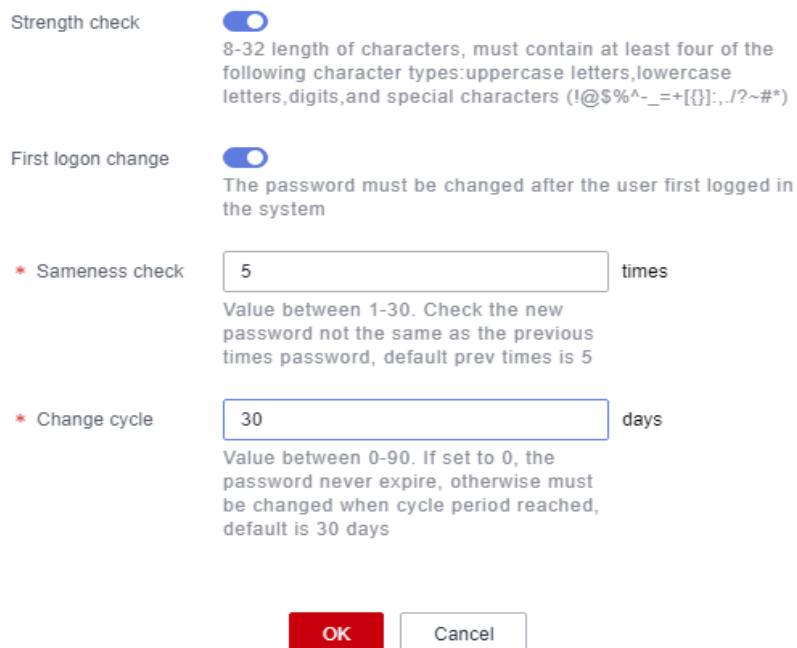 Strength check
8-32 length of characters, must contain at least four of the
following character types:uppercase letters,lowercase
letters,digits,and special characters (!@$%^-_=+[{}]:,./?~#*)
First logon change
The password must be changed after the user first logged in
the system
* Sameness check 5 times
Value between 1-30. Check the new
password not the same as the previous
times password, default prev times is 5
* Change cycle 30 days
Value between 0-90. If set to 0, the
password never expire, otherwise must
be changed when cycle period reached,
default is 30 days
OK Cancel